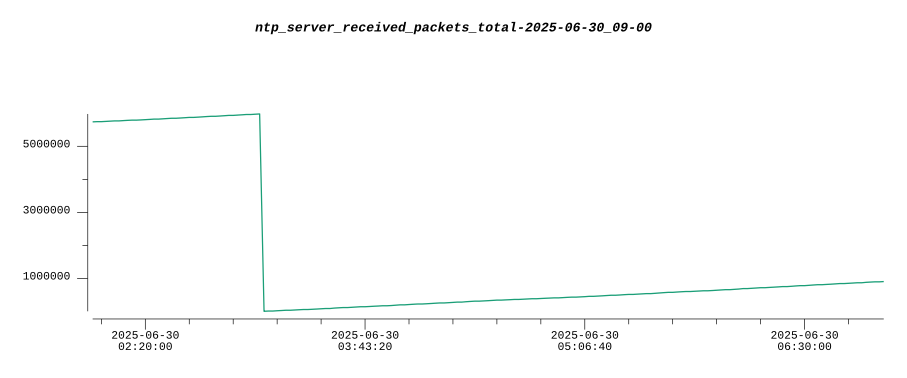 ntp_server_received_packets_total-2025-06-30_09-00
5000000
3000000
1000000
2025-06-30 2025-06-30 2025-06-30 2025-06-30
02:20:00 03:43:20 05:06:40 06:30:00